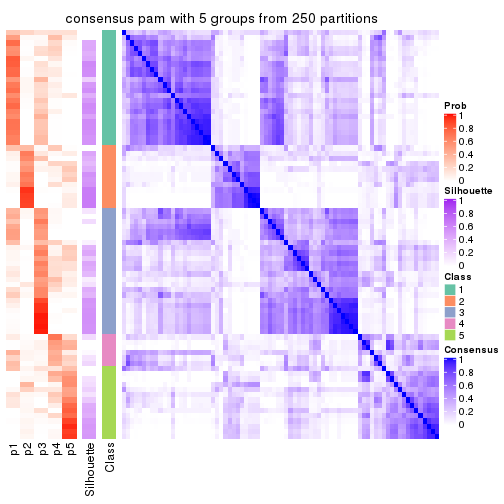 consensus pam with 5 groups from 250 partitions
Prob
1
0.8
0.6
0.4
0.2
0
Silhouette
1
0.8
0.6
0.4
0.2
0
Class
1
2
3
4
5
Consensus
1
0.8
0.6
0.4
0.2
0
p1
p2
p3
p4
p5
Silhouette
Class